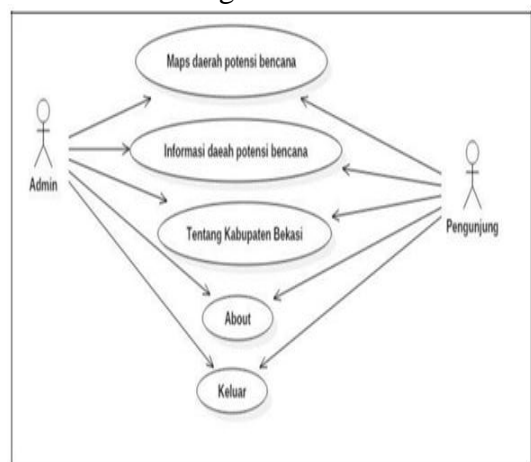 Maps daerah potensi bencana
Informasi daeah potensi bencana
Admin
Tentang Kabupaten Bekasi
Pengunjung
About
Keluar